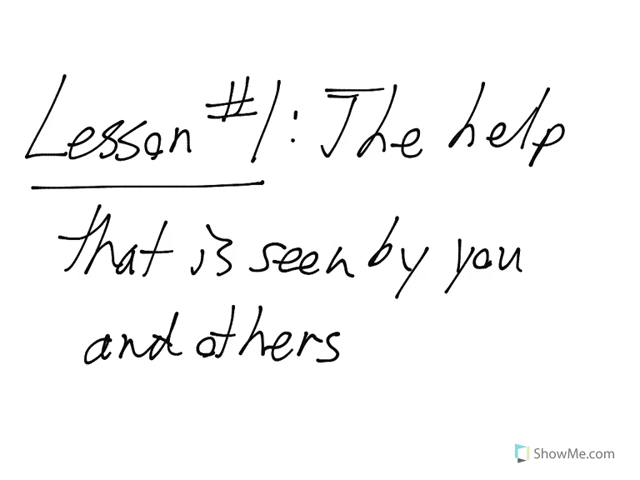 Lesson #1: The help
that is seen by you
and others
ShowMe.com